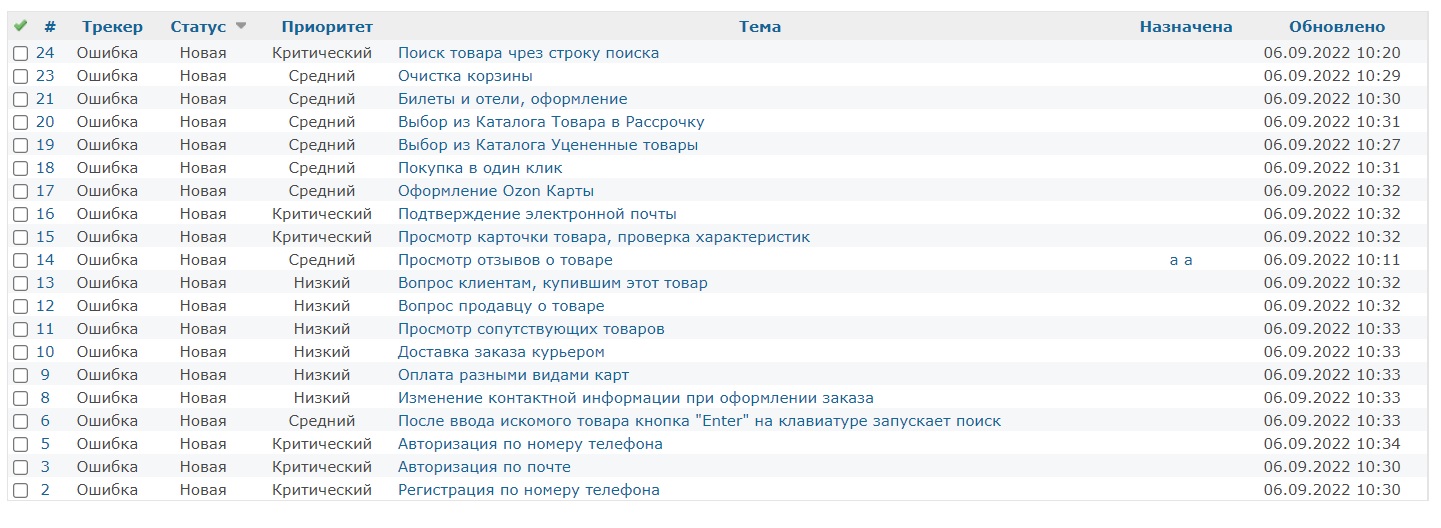 # Трекер Статус Приоритет Тема Назначена Обновлено
24 Ошибка Новая Критический Поиск товара чрез строку поиска 06.09.2022 10:20
23 Ошибка Новая Средний Очистка корзины 06.09.2022 10:29
21 Ошибка Новая Средний Билеты и отели, оформление 06.09.2022 10:30
20 Ошибка Новая Средний Выбор из Каталога Товара в Рассрочку 06.09.2022 10:31
19 Ошибка Новая Средний Выбор из Каталога Уцененные товары 06.09.2022 10:27
18 Ошибка Новая Средний Покупка в один клик 06.09.2022 10:31
17 Ошибка Новая Средний Оформление Ozon Карты 06.09.2022 10:32
16 Ошибка Новая Критический Подтверждение электронной почты 06.09.2022 10:32
15 Ошибка Новая Критический Просмотр карточки товара, проверка характеристик 06.09.2022 10:32
14 Ошибка Новая Средний Просмотр отзывов о товаре а а 06.09.2022 10:11
13 Ошибка Новая Низкий Вопрос клиентам, купившим этот товар 06.09.2022 10:32
12 Ошибка Новая Низкий Вопрос продавцу о товаре 06.09.2022 10:32
11 Ошибка Новая Низкий Просмотр сопутствующих товаров 06.09.2022 10:33
10 Ошибка Новая Низкий Доставка заказа курьером 06.09.2022 10:33
9 Ошибка Новая Низкий Оплата разными видами карт 06.09.2022 10:33
8 Ошибка Новая Низкий Изменение контактной информации при оформлении заказа 06.09.2022 10:33
6 Ошибка Новая Средний После ввода искомого товара кнопка "Enter" на клавиатуре запускает поиск 06.09.2022 10:33
5 Ошибка Новая Критический Авторизация по номеру телефона 06.09.2022 10:34
3 Ошибка Новая Критический Авторизация по почте 06.09.2022 10:30
2 Ошибка Новая Критический Регистрация по номеру телефона 06.09.2022 10:30